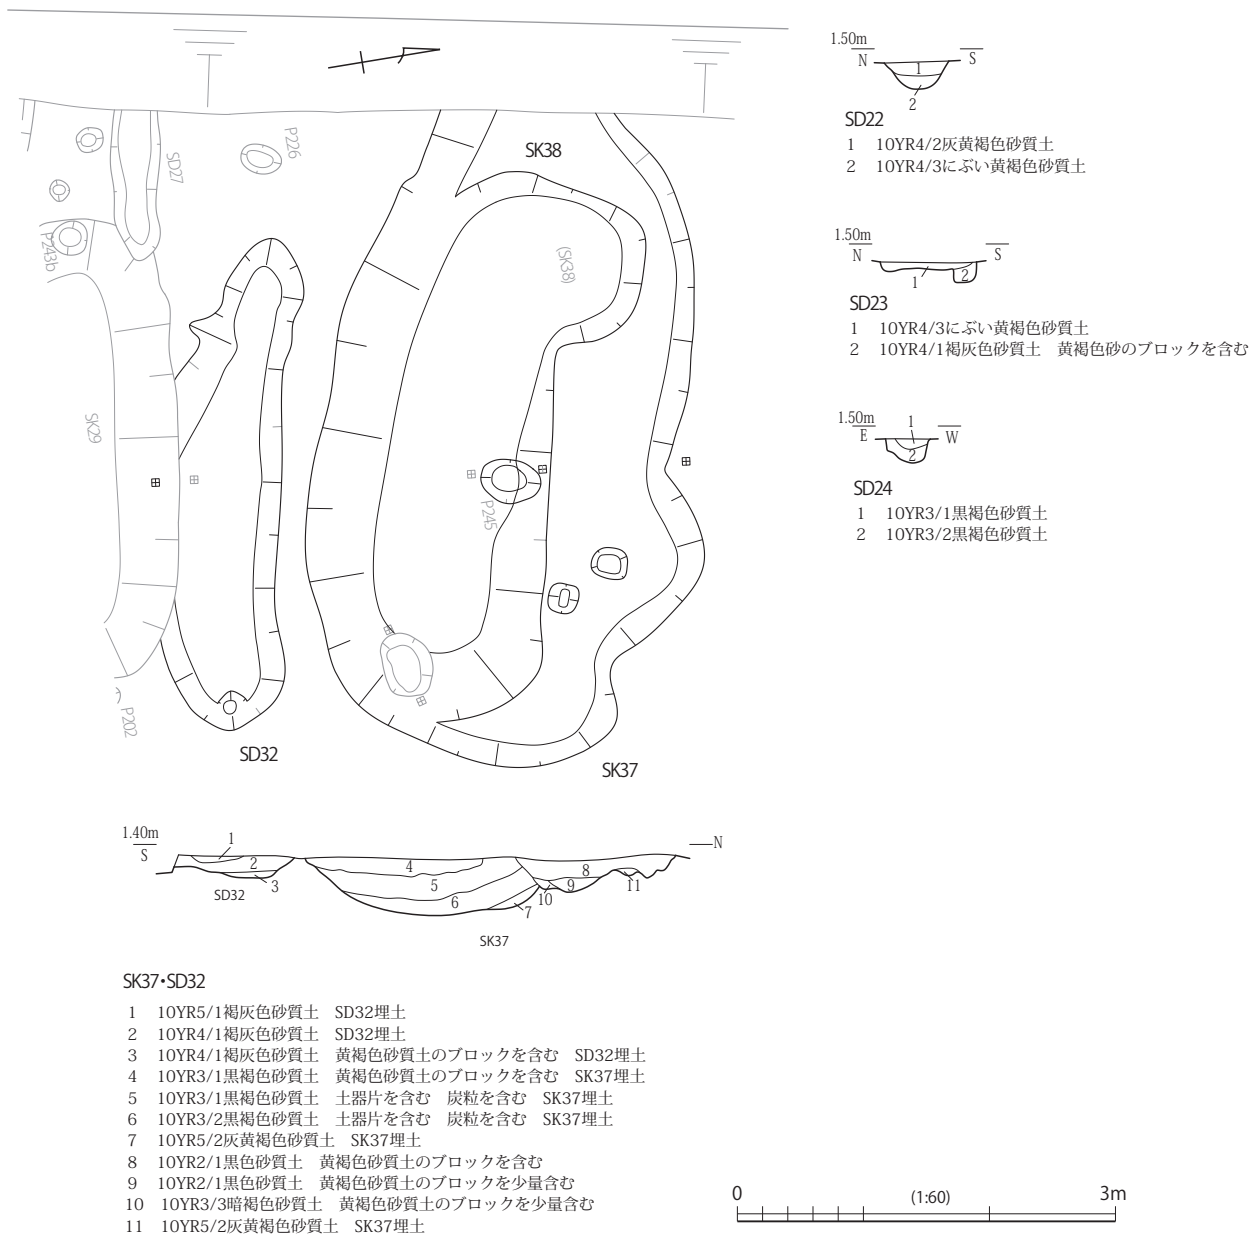 SK38
P226
SD27
(SK38)
P243b
SK29
P245
P202
SD32
SK37
1.50m
N
S
1
2
SD22
1 10YR4/2灰黄褐色砂質土
2 10YR4/3にぶい黄褐色砂質土
1.50m
N
S
1
2
SD23
1 10YR4/3にぶい黄褐色砂質土
2 10YR4/1褐灰色砂質土 黄褐色砂のブロックを含む
1.50m
E
W
1
2
SD24
1 10YR3/1黒褐色砂質土
2 10YR3/2黒褐色砂質土
1.40m
S
N
1
2
3
4
5
6
7
8
9
10
11
SD32
SK37
SK37・SD32
1 10YR5/1褐灰色砂質土 SD32埋土
2 10YR4/1褐灰色砂質土 SD32埋土
3 10YR4/1褐灰色砂質土 黄褐色砂質土のブロックを含む SD32埋土
4 10YR3/1黒褐色砂質土 黄褐色砂質土のブロックを含む SK37埋土
5 10YR3/1黒褐色砂質土 土器片を含む 炭粒を含む SK37埋土
6 10YR3/2黒褐色砂質土 土器片を含む 炭粒を含む SK37埋土
7 10YR5/2灰黄褐色砂質土 SK37埋土
8 10YR2/1黒色砂質土 黄褐色砂質土のブロックを含む
9 10YR2/1黒色砂質土 黄褐色砂質土のブロックを少量含む
10 10YR3/3暗褐色砂質土 黄褐色砂質土のブロックを少量含む
11 10YR5/2灰黄褐色砂質土 SK37埋土
0 (1:60) 3m